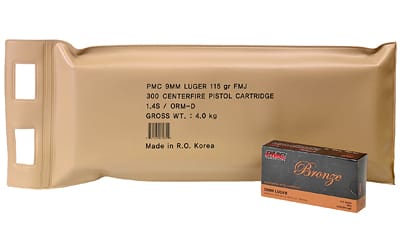 PMC 9MM LUGER 115 gr FMJ
300 CENTERFIRE PISTOL CARTRIDGE
1.4S / ORM-D
GROSS WT. : 4.0 kg
Made in R.O. Korea
PMC
Bronze
9MM LUGER